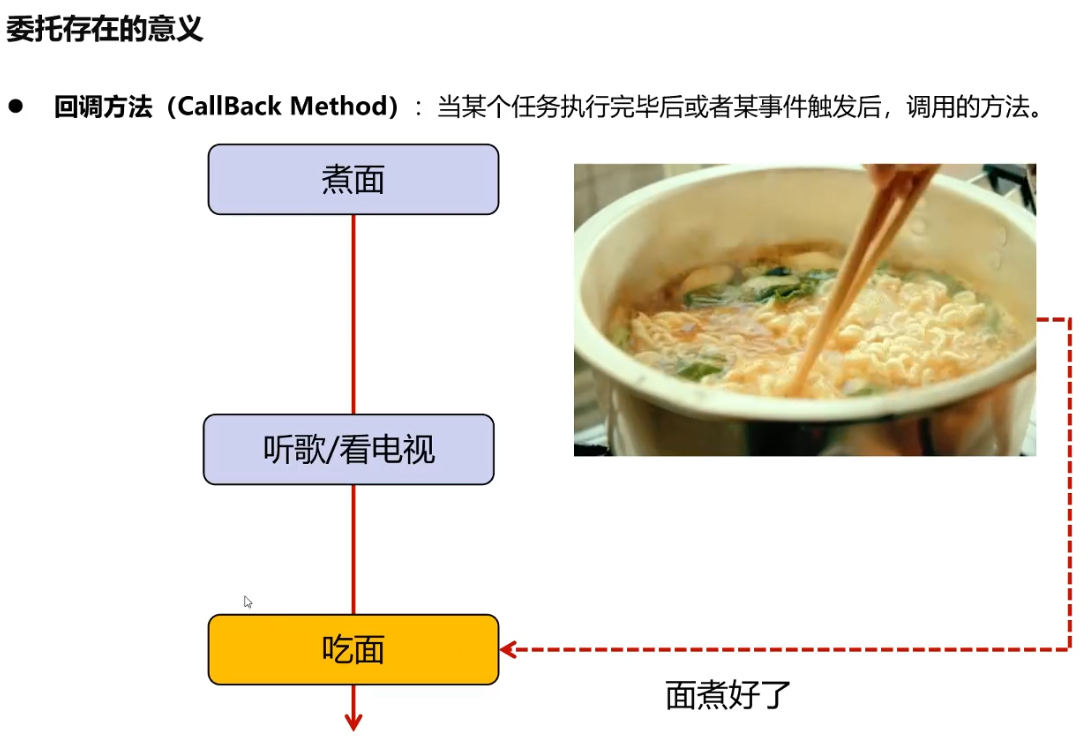 委托存在的意义
● 回调方法（CallBack Method）：当某个任务执行完毕后或者某事件触发后，调用的方法。
煮面
听歌/看电视
吃面
面煮好了